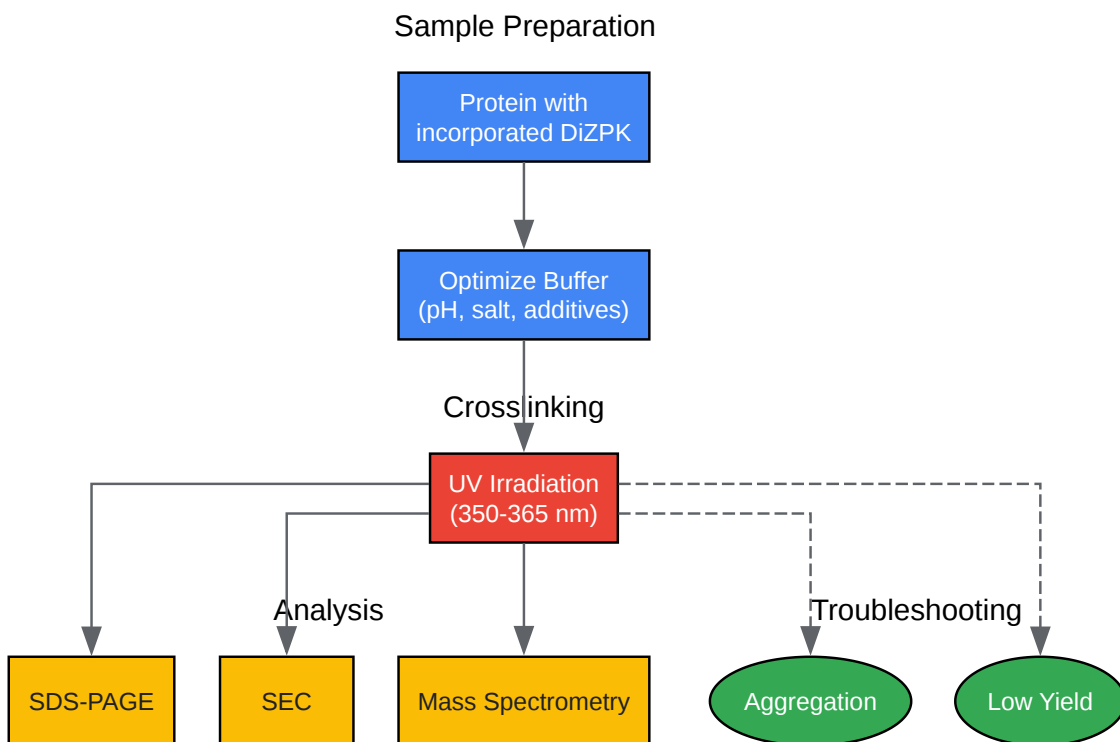 Sample Preparation
Protein with
incorporated DiZPK
Optimize Buffer
(pH, salt, additives)
Crosslinking
UV Irradiation
(350-365 nm)
Analysis
Troubleshooting
SDS-PAGE
SEC
Mass Spectrometry
Aggregation
Low Yield